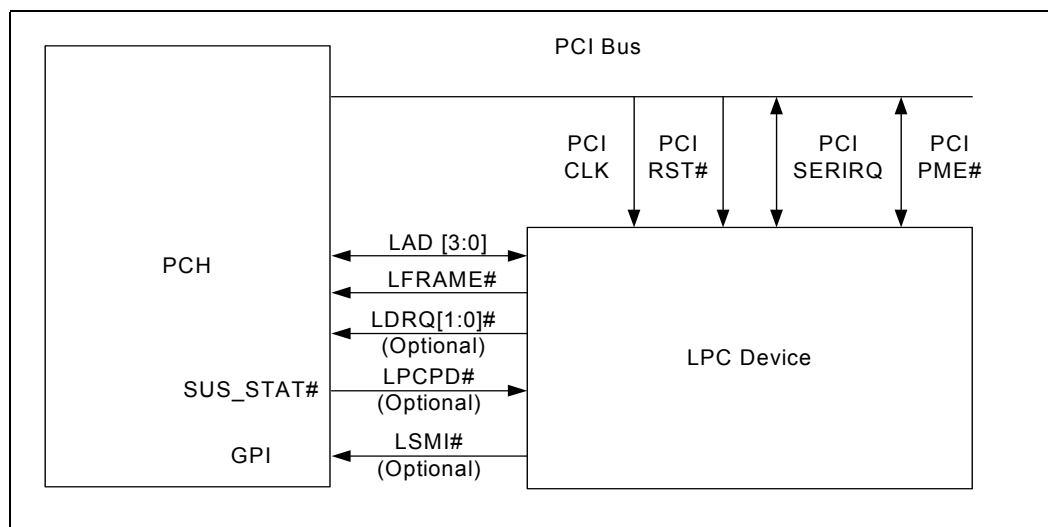 PCI Bus
PCI
CLK
PCI
RST#
PCI
SERIRQ
PCI
PME#
PCH
LAD [3:0]
LFRAME#
LDRQ[1:0]#
(Optional)
SUS_STAT#
LPCPD#
(Optional)
GPI
LSMI#
(Optional)
LPC Device